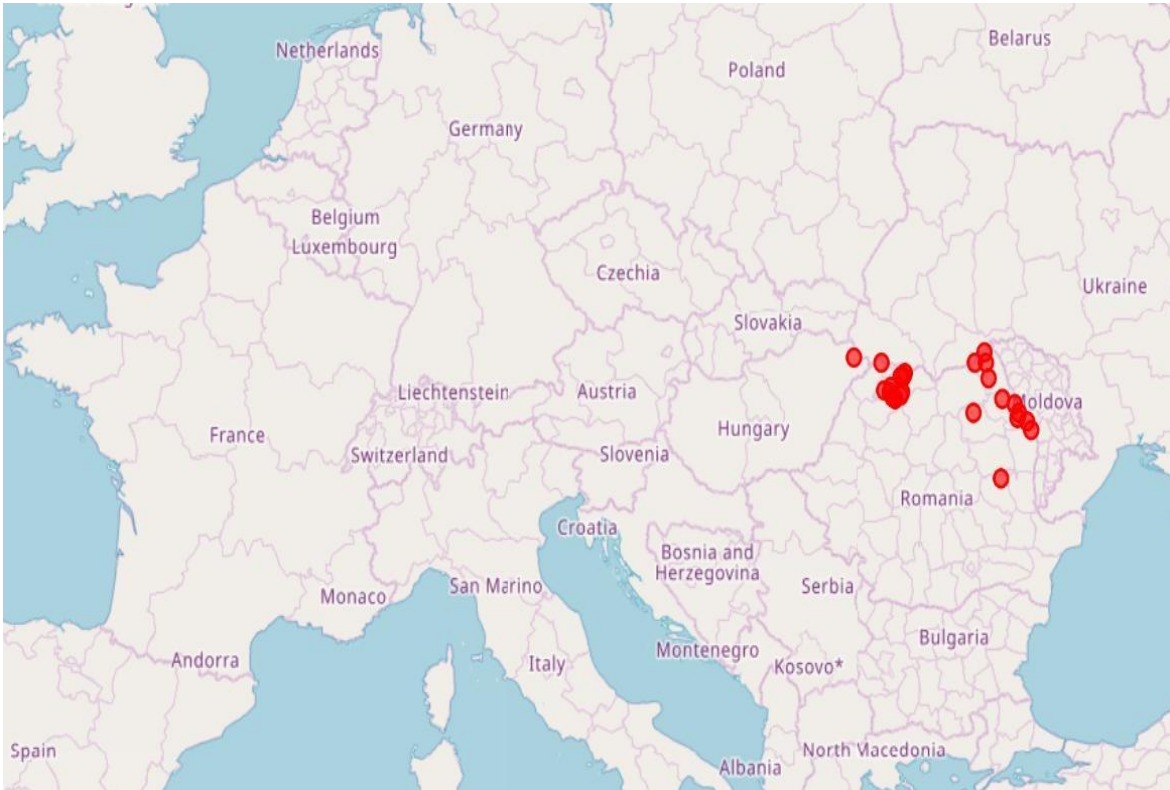 Netherlands
Belarus
Poland
Germany
Belgium
Luxembourg
Czechia
Ukraine
Slovakia
Liechtenstein
Austria
Moldova
France
Hungary
Switzerland
Slovenia
Romania
Croatia
Bosnia and
Herzegovina
San Marino
Serbia
Monaco
Bulgaria
Andorra
Italy
Montenegro
Kosovo*
Spain
North Macedonia
Albania